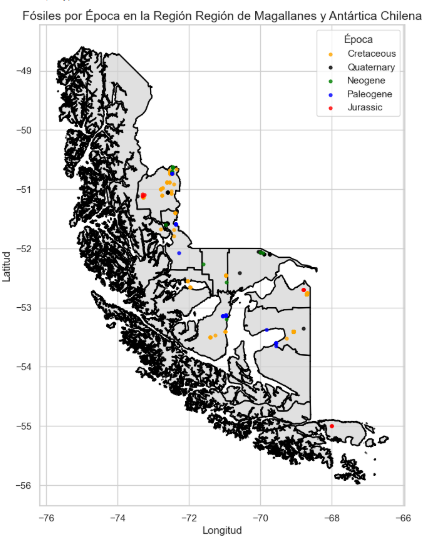 Fósiles por Época en la Región Región de Magallanes y Antártica Chilena
Época
Cretaceous
Quaternary
Neogene
Paleogene
Jurassic
−49
−50
−51
−52
−53
−54
−55
−56
Latitud
−76
−74
−72
−70
−68
−66
Longitud